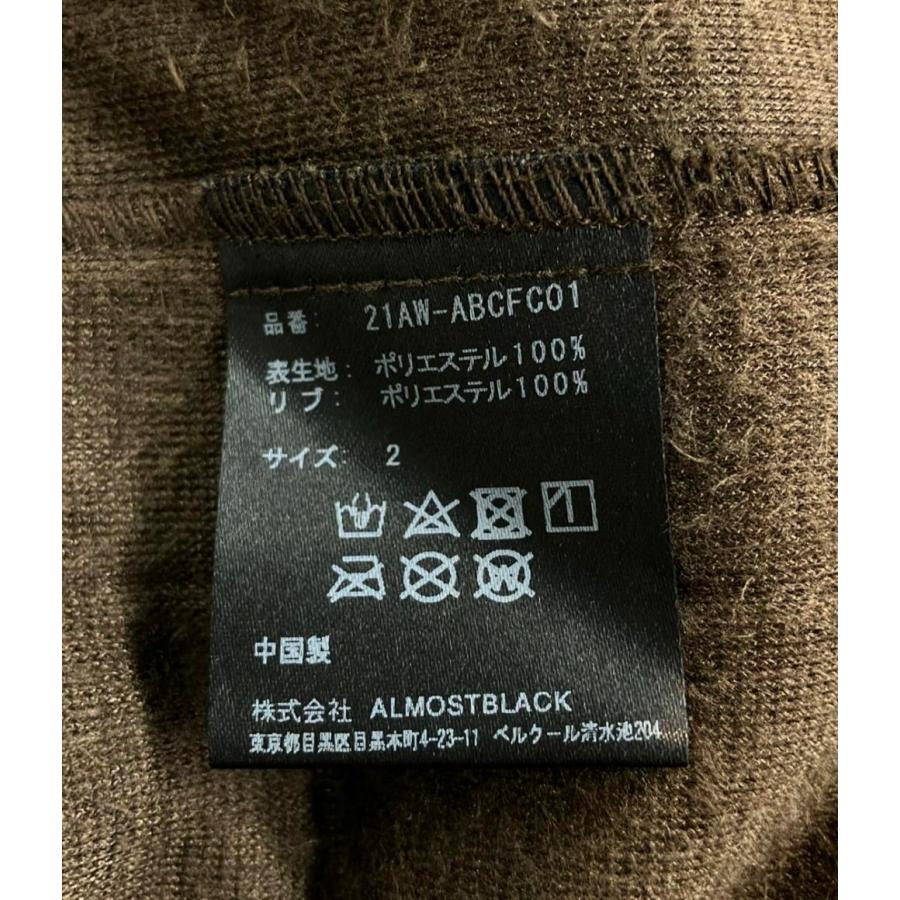 品番: 21AW-ABCFC01
表生地: ポリエステル100%
リブ: ポリエステル100%
サイズ: 2
中国製
株式会社 ALMOSTBLACK
東京都目黒区目黒本町4-23-11 ベルクール清水池204